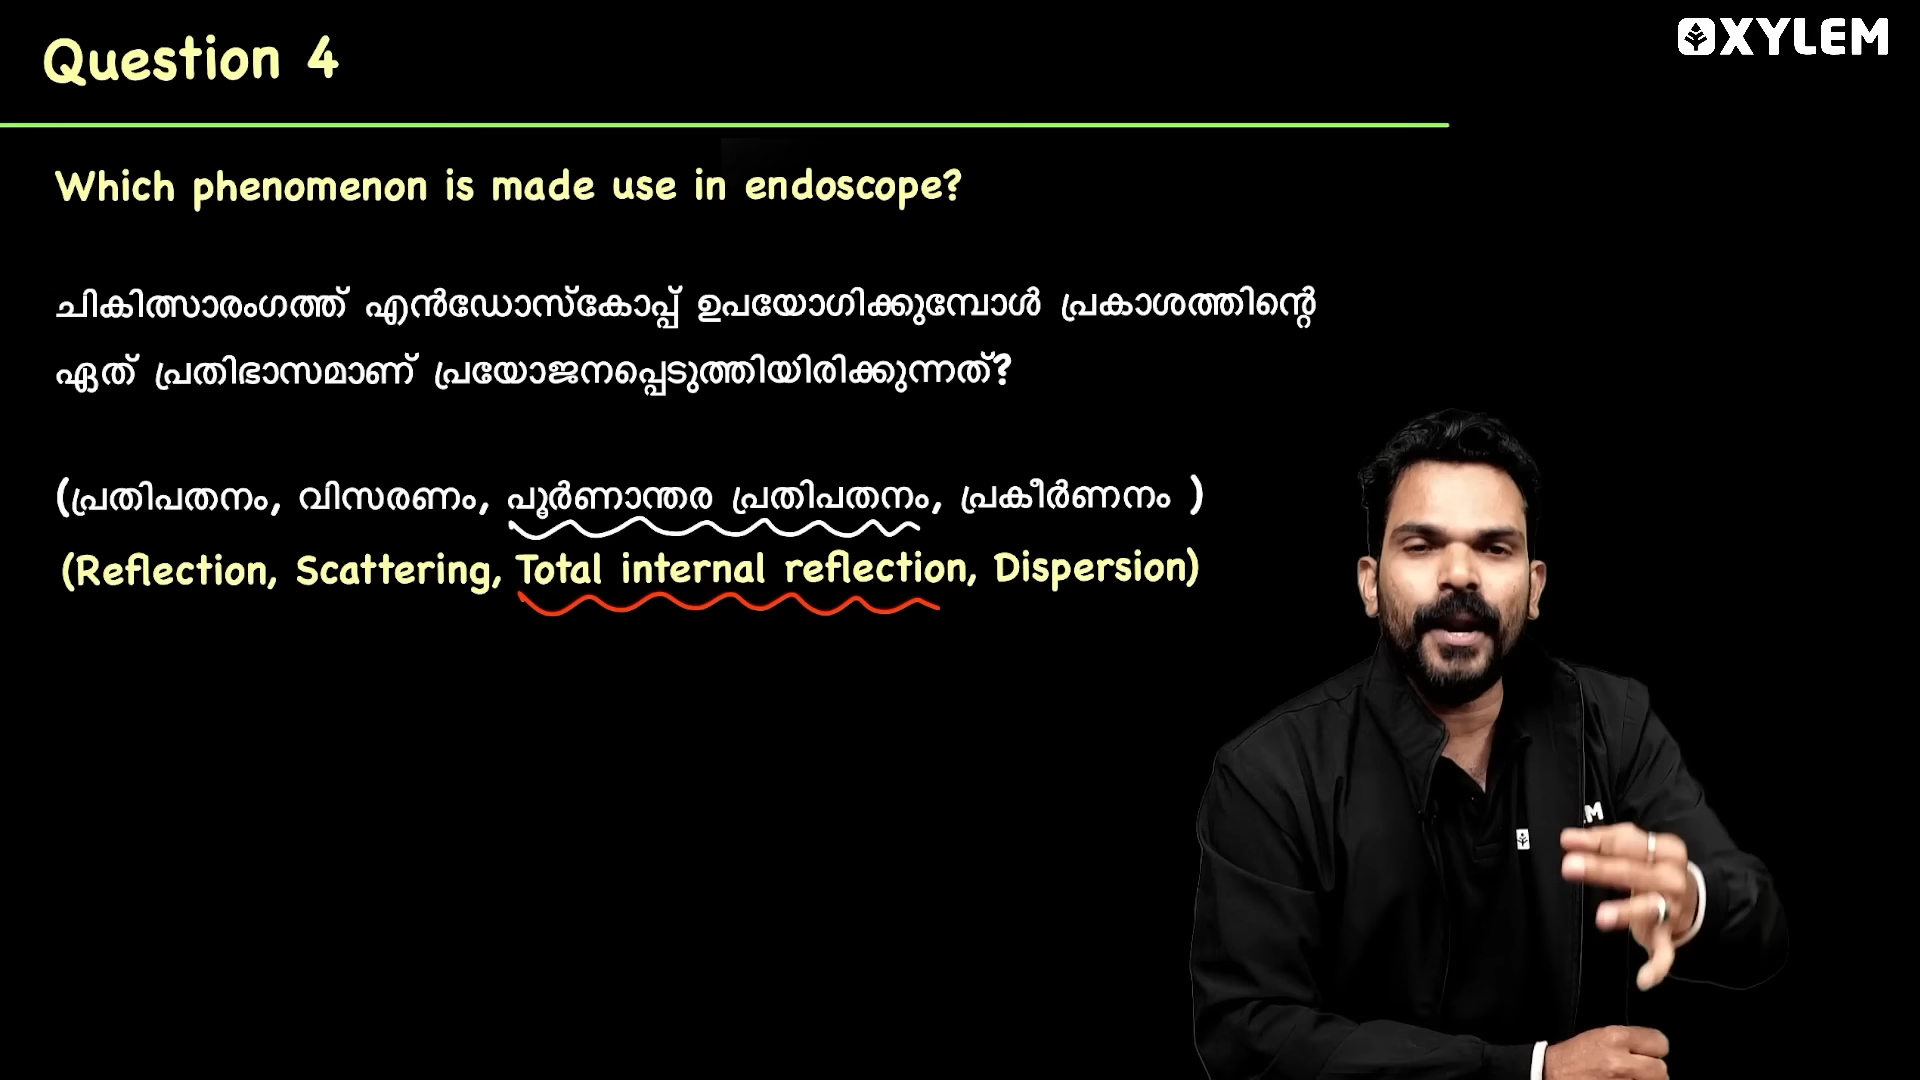 Question 4
XYLEM
Which phenomenon is made use in endoscope?
ചികിത്സാരംഗത്ത് എൻഡോസ്കോപ്പ് ഉപയോഗിക്കുമ്പോൾ പ്രകാശത്തിന്റെ
ഏത് പ്രതിഭാസമാണ് പ്രയോജനപ്പെടുത്തിയിരിക്കുന്നത്?
(പ്രതിപതനം, വിസരണം, പൂർണാന്തര പ്രതിപതനം, പ്രകീർണനം )
(Reflection, Scattering, Total internal reflection, Dispersion)